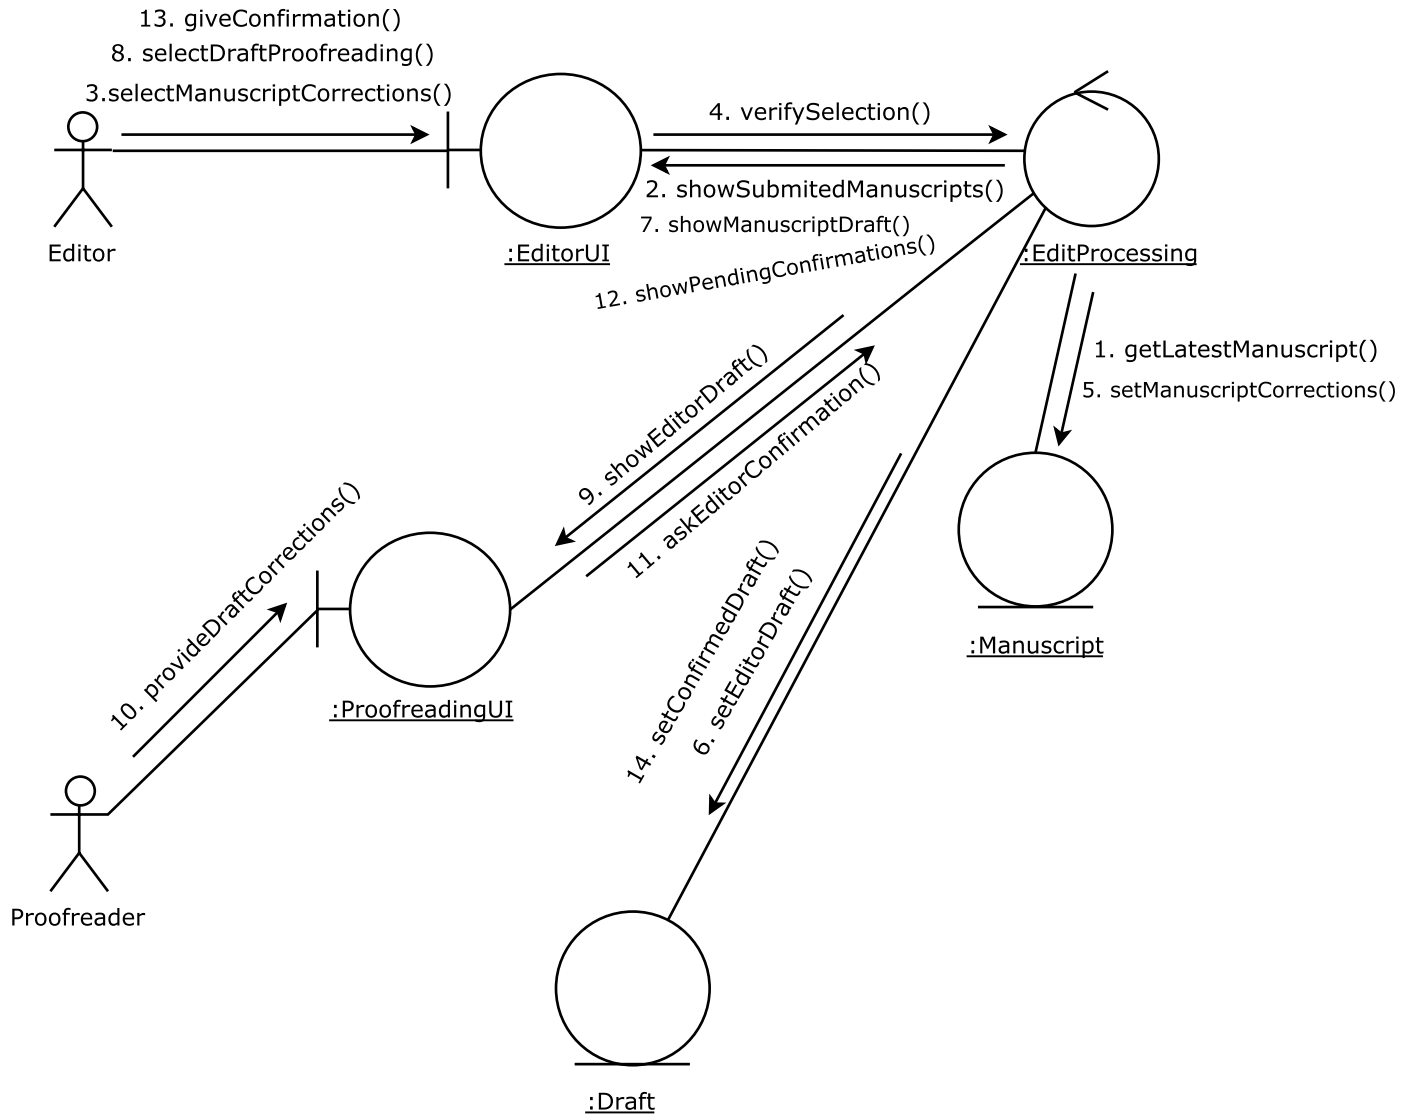 13. giveConfirmation()
8. selectDraftProofreading()
3.selectManuscriptCorrections()
4. verifySelection()
2. showSubmitedManuscripts()
7. showManuscriptDraft()
12. showPendingConfirmations()
Editor
:EditorUI
:EditProcessing
1. getLatestManuscript()
5. setManuscriptCorrections()
9. showEditorDraft()
11. askEditorConfirmation()
10. provideDraftCorrections()
14. setConfirmedDraft()
6. setEditorDraft()
:Manuscript
:ProofreadingUI
Proofreader
:Draft